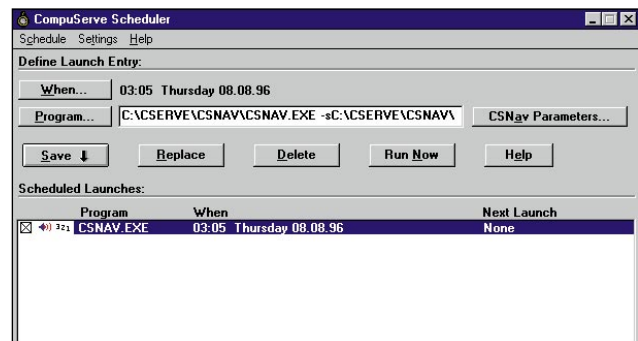 CompuServe Scheduler
Schedule Settings Help
Define Launch Entry:
When... 03:05 Thursday 08.08.96
Program... C:\CSERVE\CSNAV\CSNAV.EXE -sC:\CSERVE\CSNAV\ CSNav Parameters...
Save Replace Delete Run Now Help
Scheduled Launches:
Program When Next Launch
321 CSNAV.EXE 03:05 Thursday 08.08.96 None